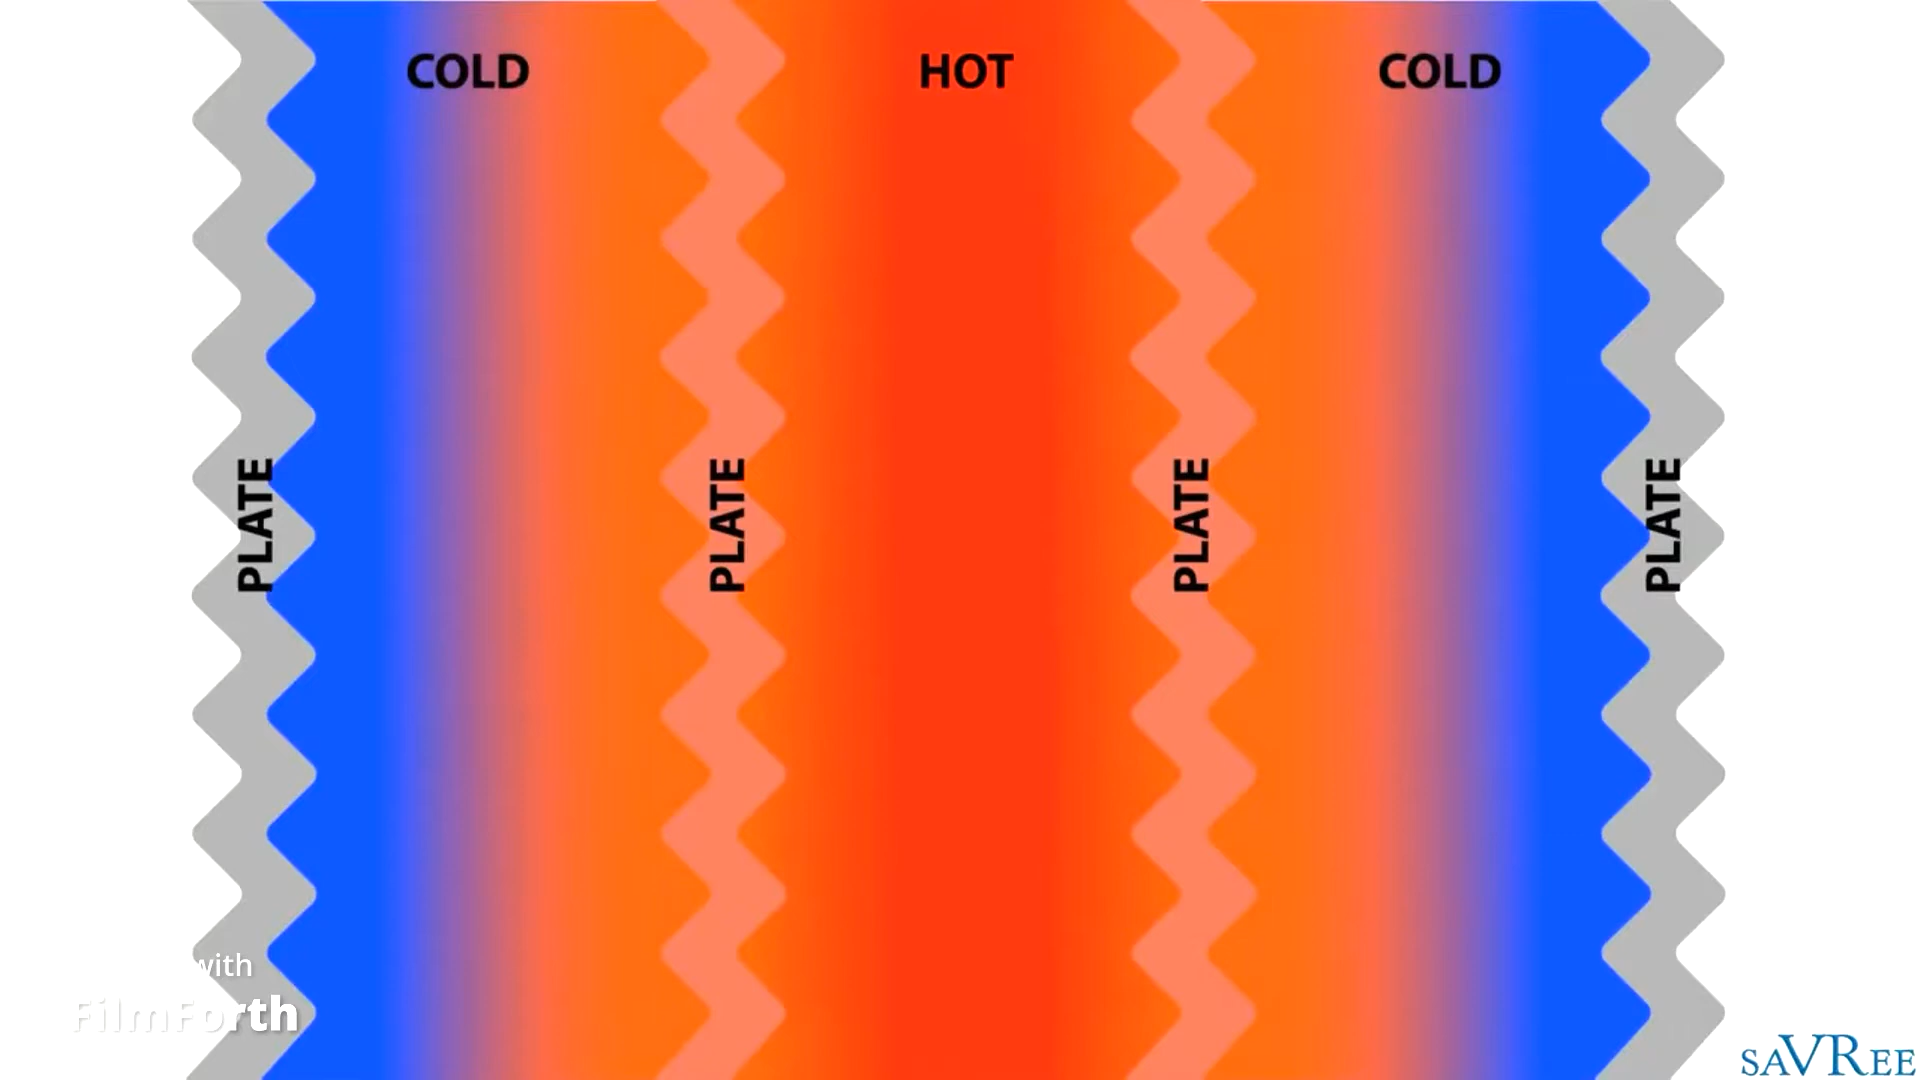 COLD HOT COLD
PLATE PLATE PLATE PLATE
with
FilmForth
saVRee